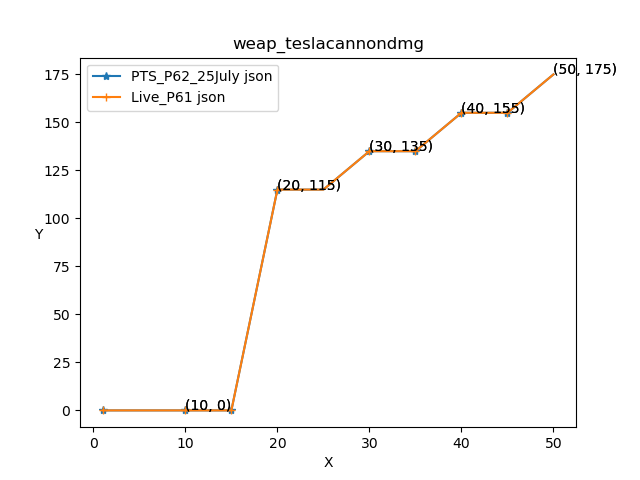 weap_teslacannondmg
PTS_P62_25July json
Live_P61 json
(50, 175)
(40, 155)
(30, 135)
(20, 115)
(10, 0)
175
150
125
100
75
50
25
0
Y
0 10 20 30 40 50
X